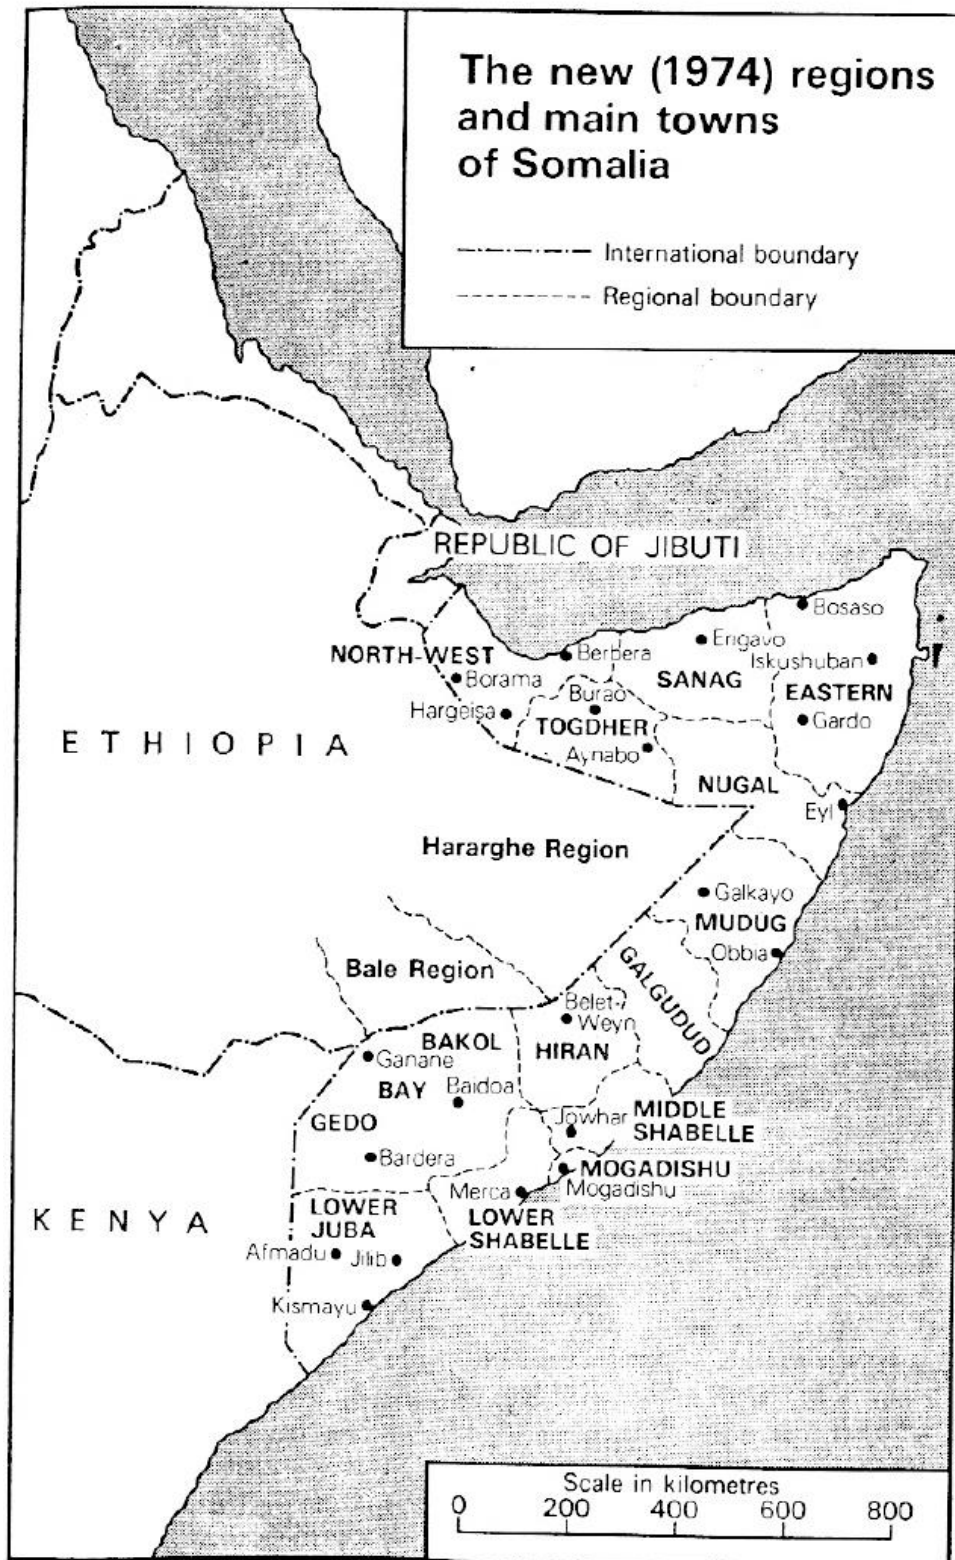 The new (1974) regions
and main towns
of Somalia
International boundary
Regional boundary
REPUBLIC OF JIBUTI
Bosaso
Erigavo
Berbera
Iskushuban
NORTH-WEST
SANAG
EASTERN
Borama
Burao
Hargeisa
Gardo
TOGDHER
ETHIOPIA
Aynabo
NUGAL
Eyl
Hararghe Region
Galkayo
MUDUG
Obbia
GALGUDUD
Bale Region
Belet-
Weyn
BAKOL
HIRAN
Ganane
BAY
Baidoa
GEDO
Jowhar
MIDDLE
SHABELLE
Bardera
MOGADISHU
Mogadishu
Merca
LOWER
JUBA
KENYA
LOWER
SHABELLE
Afmadu
Jilib
Kismayu
Scale in kilometres
0 200 400 600 800